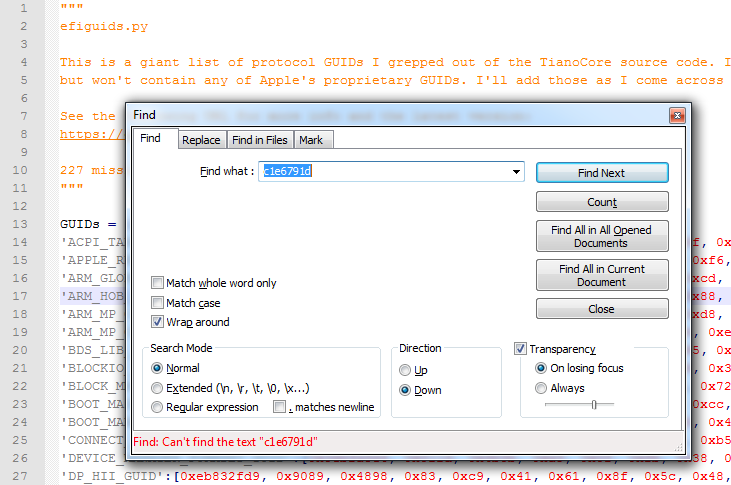 1 """
2 efiguids.py
3
4 This is a giant list of protocol GUIDs I grepped out of the TianoCore source code. I
5 but won't contain any of Apple's proprietary GUIDs. I'll add those as I come across
6
7 See the
8 https://
9
10 227 miss
11 """
12
13 GUIDs =
14 'ACPI_TA f, 0x
15 'APPLE_R 0xf6,
16 'ARM_GLO cd,
17 'ARM_HOB x88,
18 'ARM_MP_ xd8,
19 'ARM_MP_ , 0xe
20 'BDS_LIB 5, 0x
21 'BLOCKIO , 0x3
22 'BLOCK_M 0x72
23 'BOOT_MA 0xcc,
24 'BOOT_MA , 0x4
25 'CONNECT 0xb5
26 'DEVICE_ 38, 0
27 'DP_HII_GUID':[0xeb832fd9, 0x9089, 0x4898, 0x83, 0xc9, 0x41, 0x61, 0x8f, 0x5c, 0x48,
Find
Find Replace Find in Files Mark
Find what : c1e6791d
Find Next
Count
Find All in All Opened
Documents
Find All in Current
Document
Close
Match whole word only
Match case
Wrap around
Search Mode
Normal
Extended (\n, \r, \t, \0, \x...)
Regular expression . matches newline
Direction
Up
Down
Transparency
On losing focus
Always
Find: Can't find the text "c1e6791d"